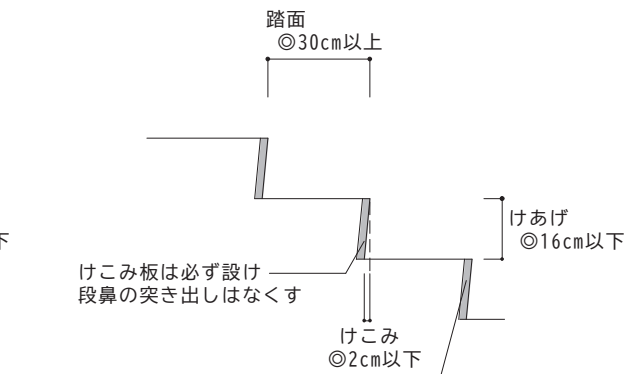 踏面
◎30cm以上
けあげ
◎16cm以下
下
けこみ板は必ず設け
段鼻の突き出しはなくす
けこみ
◎2cm以下